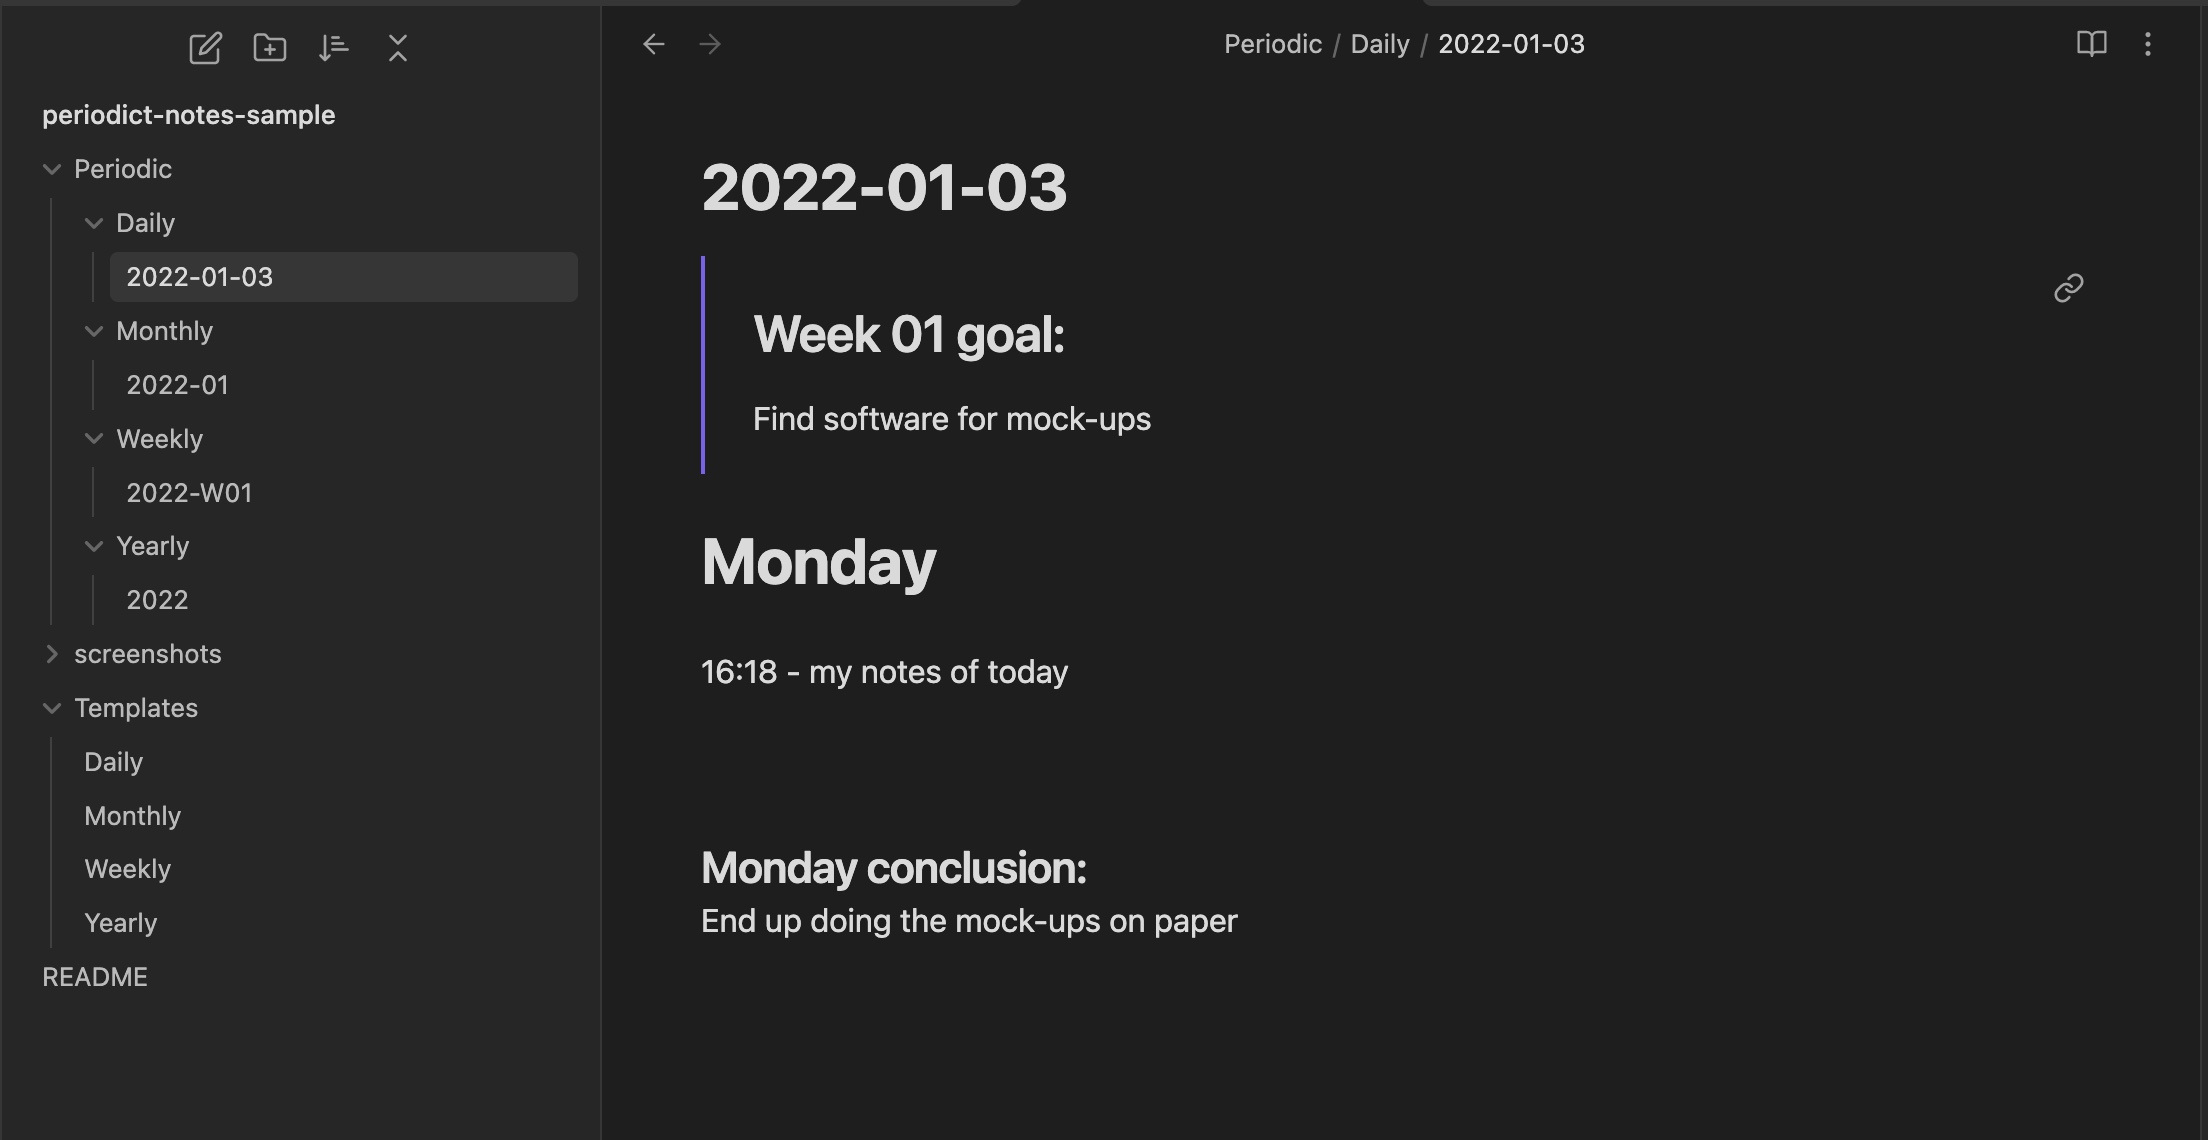 periodict-notes-sample
Periodic
Daily
2022-01-03
Monthly
2022-01
Weekly
2022-W01
Yearly
2022
screenshots
Templates
Daily
Monthly
Weekly
Yearly
README
Periodic / Daily / 2022-01-03
2022-01-03
Week 01 goal:
Find software for mock-ups
Monday
16:18 - my notes of today
Monday conclusion:
End up doing the mock-ups on paper